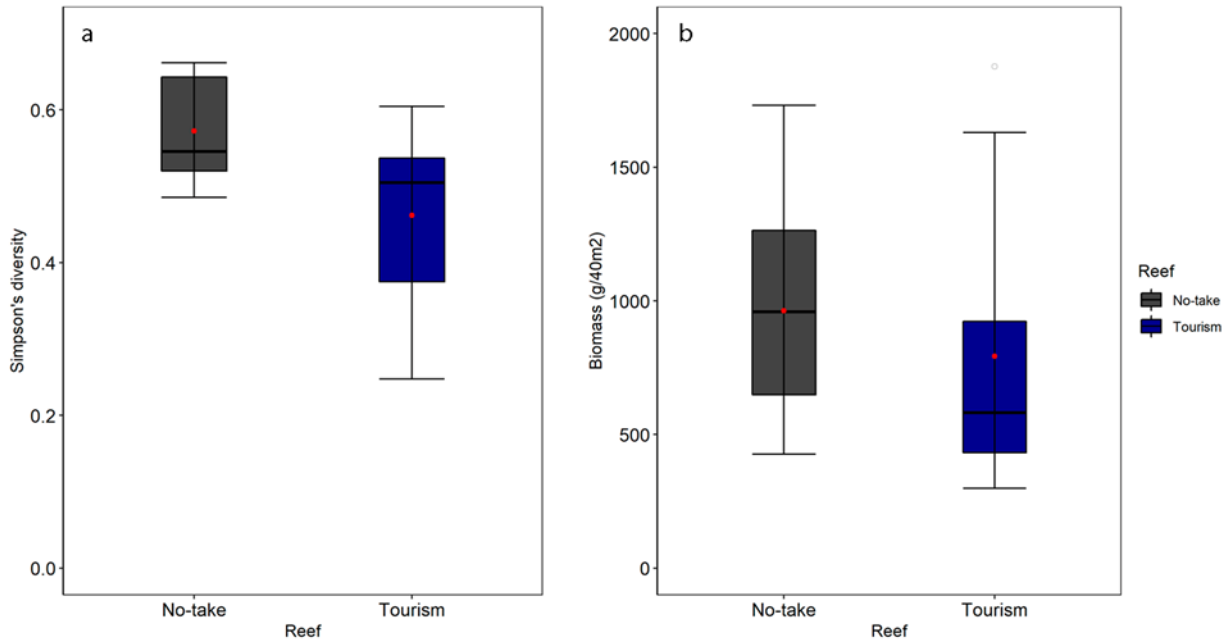 a
Simpson's diversity
0.6
0.4
0.2
0.0
No-take
Tourism
Reef
b
Biomass (g/40m2)
2000
1500
1000
500
0
No-take
Tourism
Reef
Reef
No-take
Tourism